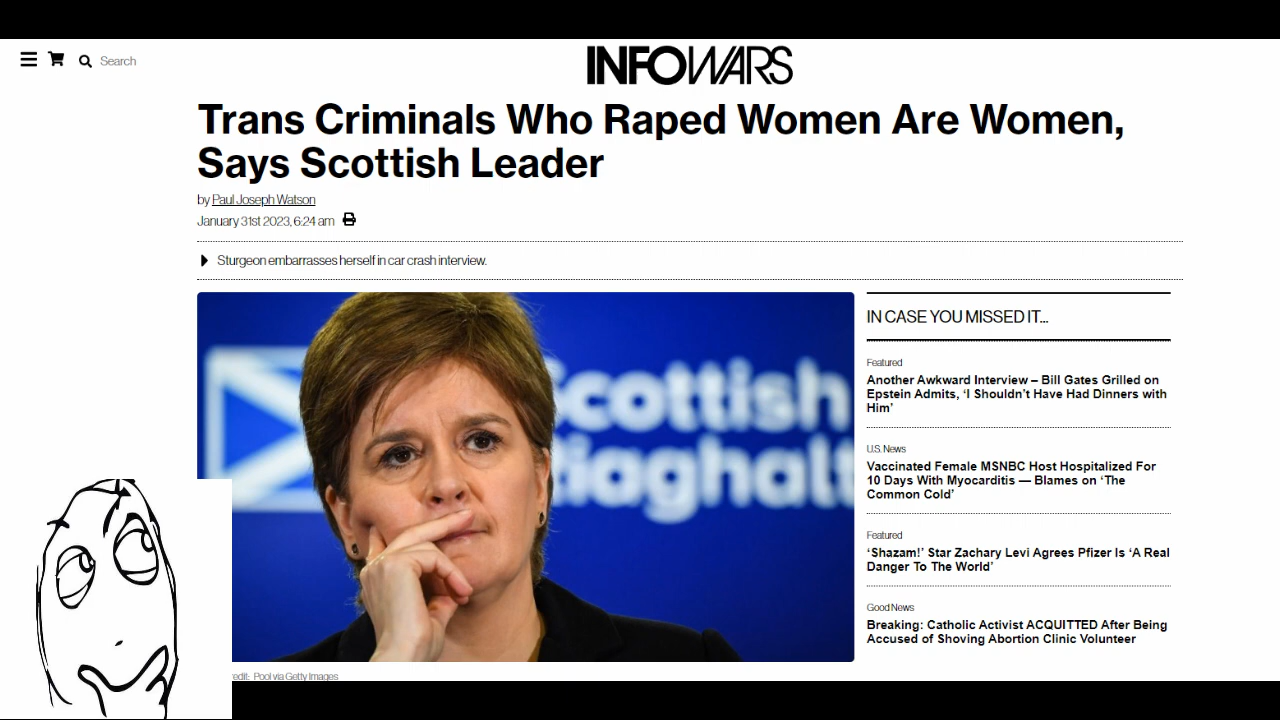 Search
INFOWARS
Trans Criminals Who Raped Women Are Women,
Says Scottish Leader
by Paul Joseph Watson
January 31st 2023, 6:24 am
Sturgeon embarrasses herself in car crash interview.
IN CASE YOU MISSED IT...
Featured
Another Awkward Interview – Bill Gates Grilled on
Epstein Admits, ‘I Shouldn’t Have Had Dinners with
Him’
U.S. News
Vaccinated Female MSNBC Host Hospitalized For
10 Days With Myocarditis — Blames on ‘The
Common Cold’
Featured
‘Shazam!’ Star Zachary Levi Agrees Pfizer Is ‘A Real
Danger To The World’
Good News
Breaking: Catholic Activist ACQUITTED After Being
Accused of Shoving Abortion Clinic Volunteer
cottish
iaghalt
redit: Pool via Getty Images